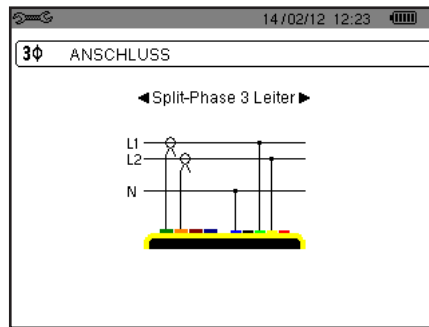 14/02/12 12:23
3Φ ANSCHLUSS
◄Split-Phase 3 Leiter►
L1
L2
N